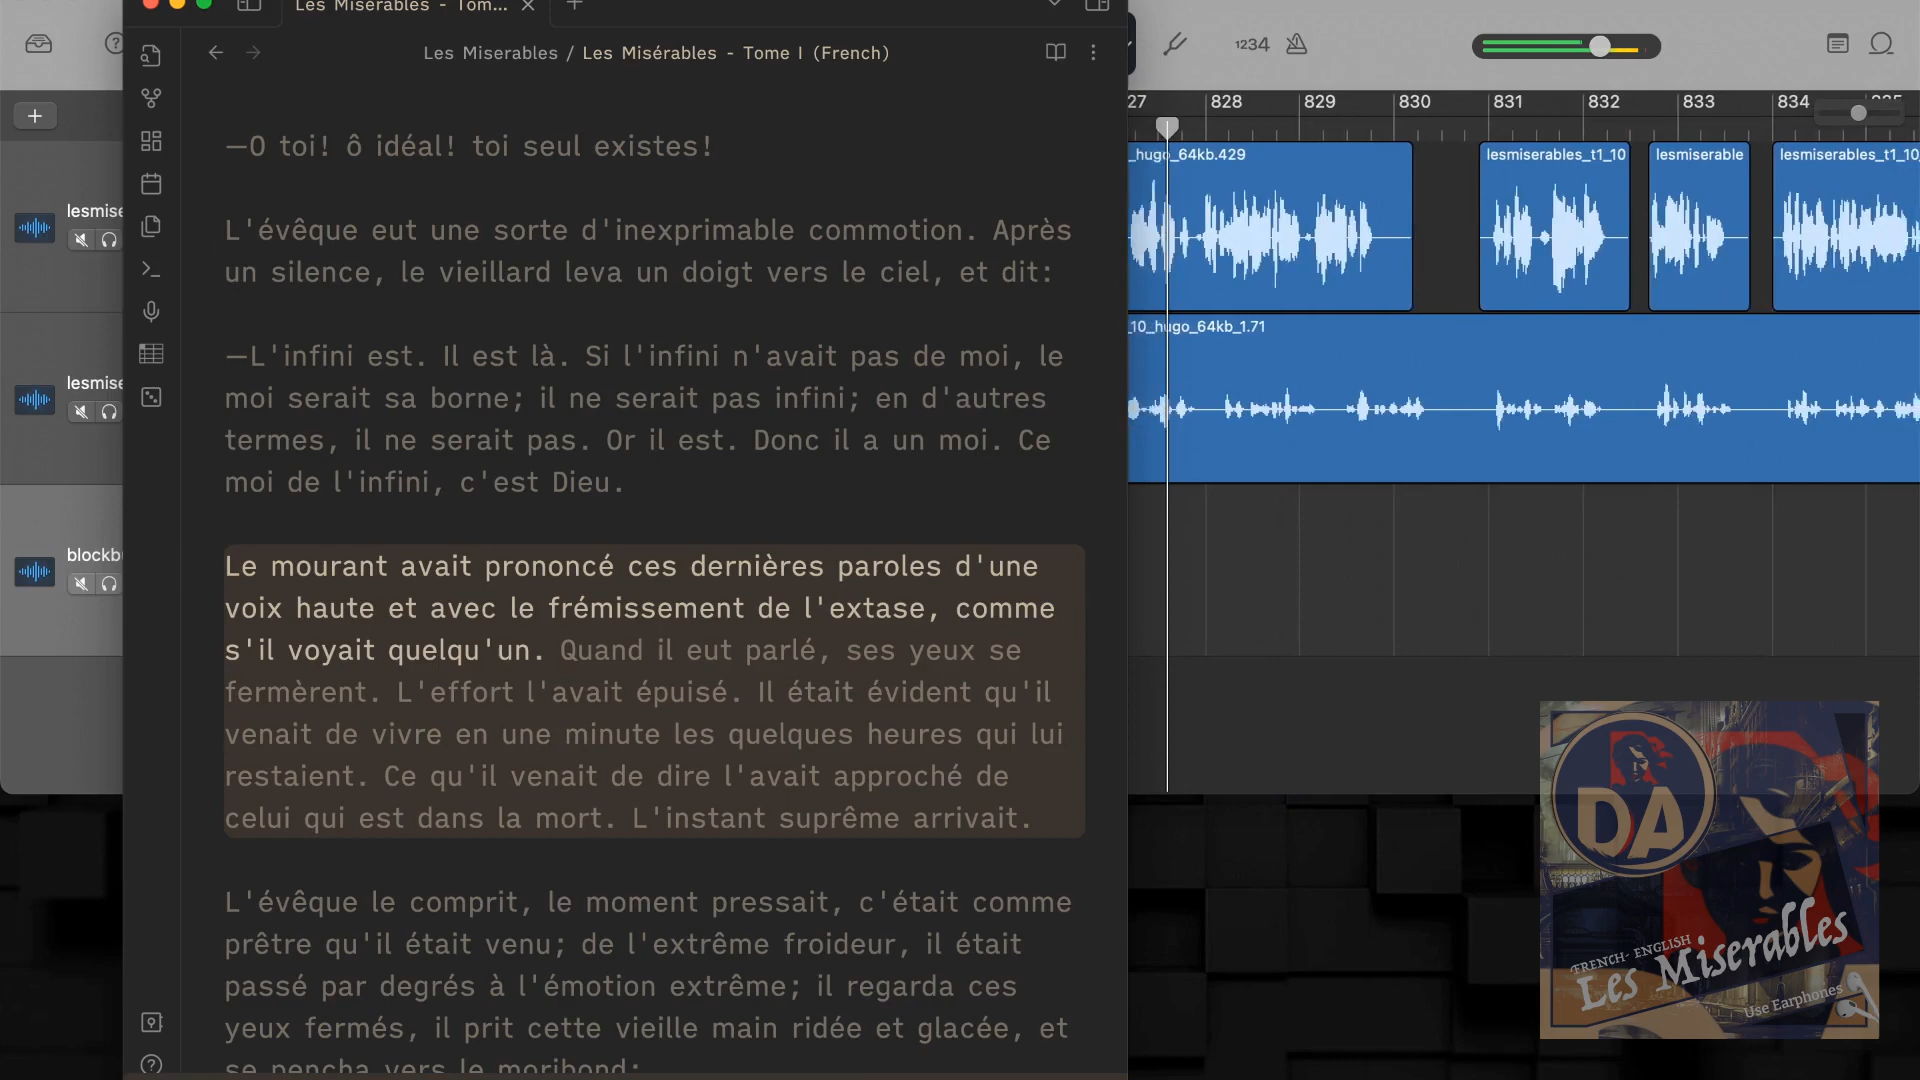 Les Miserables - Tom...
Les Miserables / Les Misérables - Tome I (French)
—O toi! ô idéal! toi seul existes!
L'évêque eut une sorte d'inexprimable commotion. Après
un silence, le vieillard leva un doigt vers le ciel, et dit:
—L'infini est. Il est là. Si l'infini n'avait pas de moi, le
moi serait sa borne; il ne serait pas infini; en d'autres
termes, il ne serait pas. Or il est. Donc il a un moi. Ce
moi de l'infini, c'est Dieu.
Le mourant avait prononcé ces dernières paroles d'une
voix haute et avec le frémissement de l'extase, comme
s'il voyait quelqu'un. Quand il eut parlé, ses yeux se
fermèrent. L'effort l'avait épuisé. Il était évident qu'il
venait de vivre en une minute les quelques heures qui lui
restaient. Ce qu'il venait de dire l'avait approché de
celui qui est dans la mort. L'instant suprême arrivait.
L'évêque le comprit, le moment pressait, c'était comme
prêtre qu'il était venu; de l'extrême froideur, il était
passé par degrés à l'émotion extrême; il regarda ces
yeux fermés, il prit cette vieille main ridée et glacée, et
se pencha vers le moribond:
lesmise
lesmise
blockb
1234
27 828 829 830 831 832 833 834 835
_hugo_64kb.429
lesmiserables_t1_10
lesmiserable
lesmiserables_t1_10_
_10_hugo_64kb_1.71
DA
FRENCH- ENGLISH
Les Miserables
Use Earphones